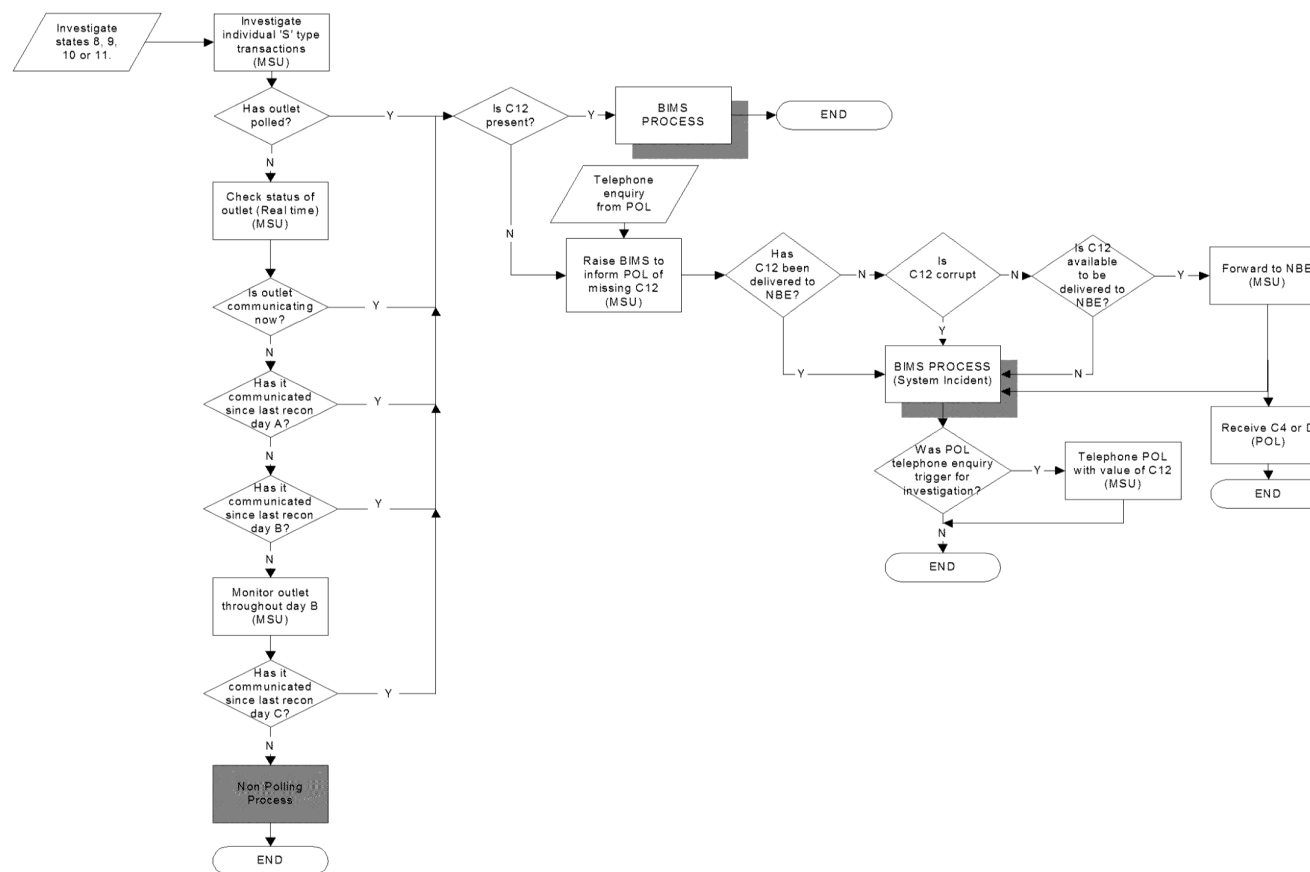 Investigate
states 8, 9,
10 or 11.
Investigate
individual 'S' type
transactions
(MSU)
Has outlet
polled?
Y
N
Check status of
outlet (Real time)
(MSU)
Is outlet
communicating
now?
Y
N
Has it
communicated
since last recon
day A?
Y
N
Has it
communicated
since last recon
day B?
Y
N
Monitor outlet
throughout day B
(MSU)
Has it
communicated
since last recon
day C?
Y
N
Non Polling
Process
END
Is C12
present?
Y
BIMS
PROCESS
END
N
Telephone
enquiry
from POL
Raise BIMS to
inform POL of
missing C12
(MSU)
Has
C12 been
delivered to
NBE?
N
Y
Is
C12 corrupt
N
Y
Is C12
available
to be
delivered to
NBE?
Y
N
Forward to NBE
(MSU)
BIMS PROCESS
(System Incident)
Receive C4 or D
(POL)
END
Was POL
telephone enquiry
trigger for
investigation?
Y
Telephone POL
with value of C12
(MSU)
N
END